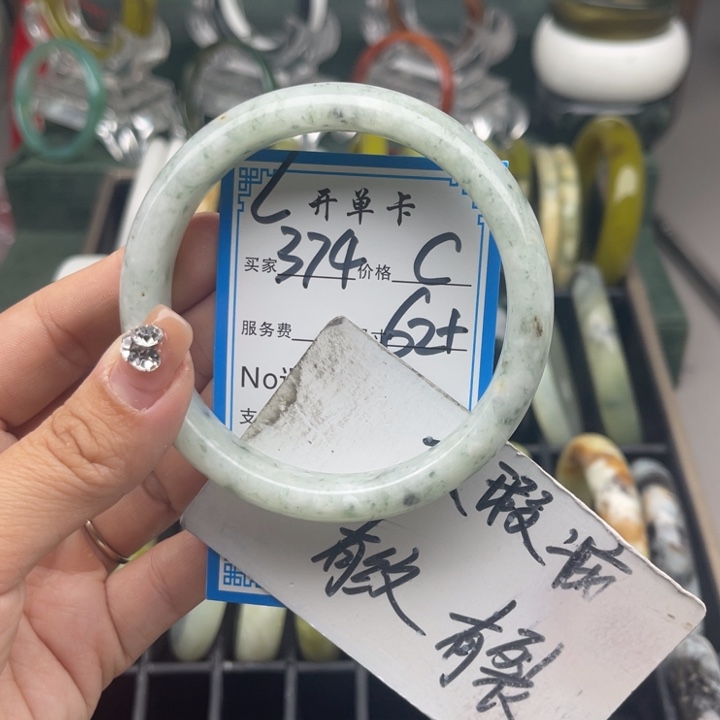 L
开单卡
买家 374 价格 C
服务费 62+
No
支
瑕
有纹
有裂